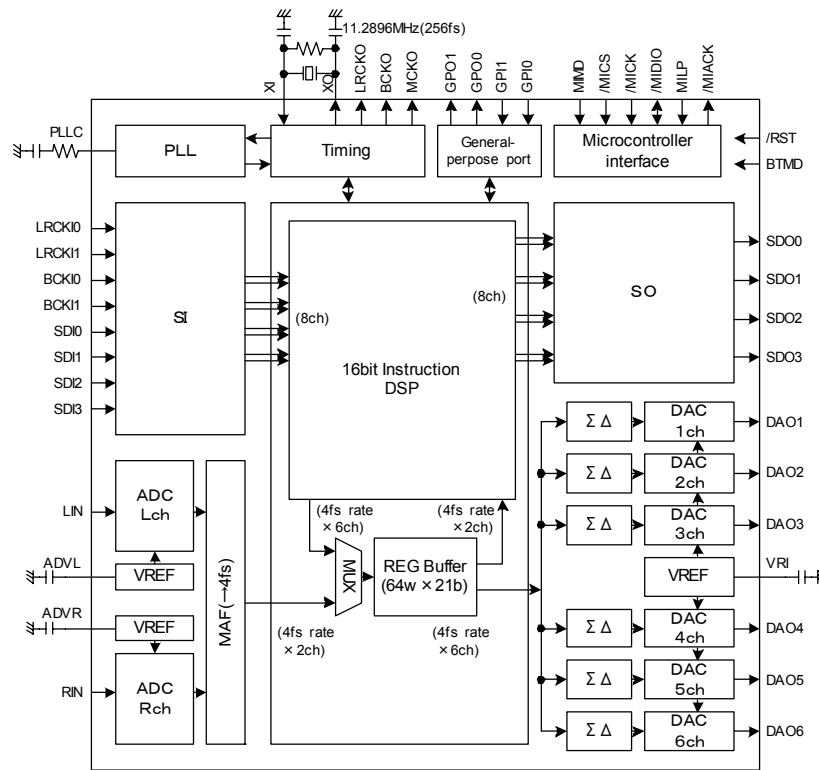 11.2896MHz(256fs)
XI
XO
LRCKO
BCKO
MCKO
GPO1
GPO0
GPI1
GPI0
MIMD
/MICS
/MICK
/MIDIO
MILP
/MIACK
PLLC
PLL
Timing
General-
perpose port
Microcontroller
interface
/RST
BTMD
LRCKI0
LRCKI1
BCKI0
BCKI1
SDI0
SDI1
SDI2
SDI3
SI
(8ch)
16bit Instruction
DSP
(8ch)
SO
SDO0
SDO1
SDO2
SDO3
ΣΔ
DAC
1ch
DAO1
ΣΔ
DAC
2ch
DAO2
ΣΔ
DAC
3ch
DAO3
VREF
VRI
ΣΔ
DAC
4ch
DAO4
ΣΔ
DAC
5ch
DAO5
ΣΔ
DAC
6ch
DAO6
LIN
ADC
Lch
ADVL
VREF
ADVR
VREF
RIN
ADC
Rch
MAF(→4fs)
(4fs rate
×6ch)
(4fs rate
×2ch)
MUX
REG Buffer
(64w×21b)
(4fs rate
×2ch)
(4fs rate
×6ch)